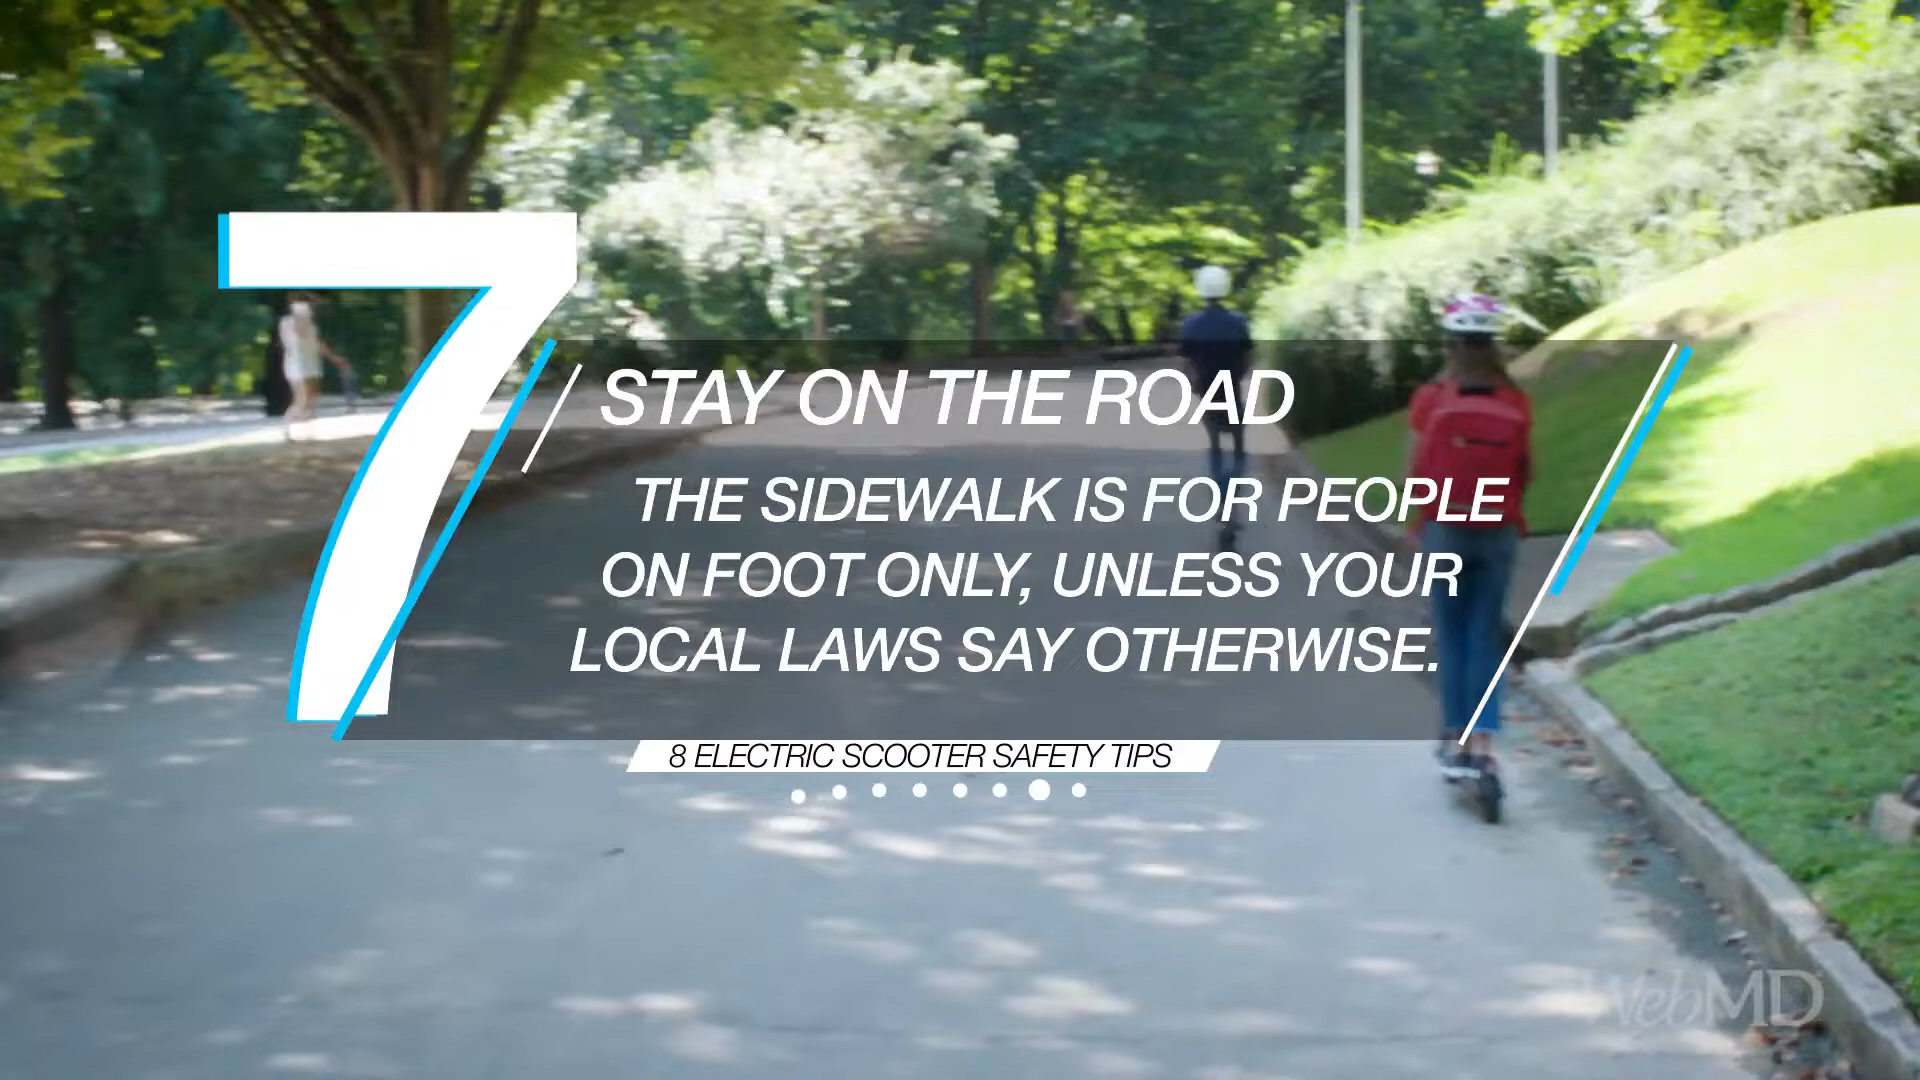 7
STAY ON THE ROAD
THE SIDEWALK IS FOR PEOPLE
ON FOOT ONLY, UNLESS YOUR
LOCAL LAWS SAY OTHERWISE.
8 ELECTRIC SCOOTER SAFETY TIPS
WebMD